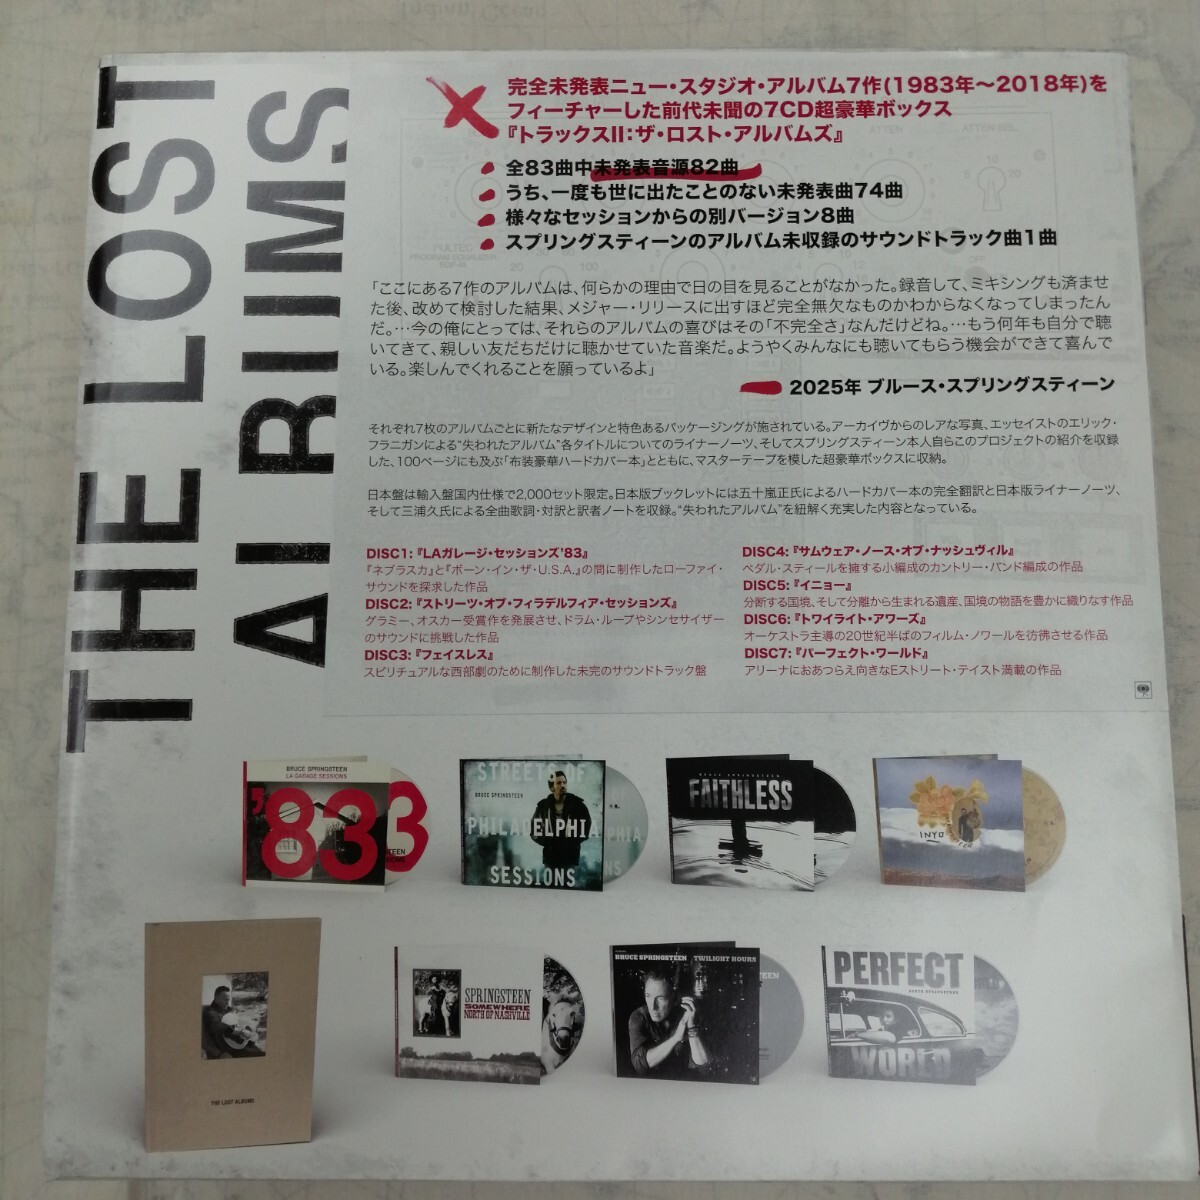 THE LOST
ALBUMS
完全未発表ニュー・スタジオ・アルバム7作(1983年〜2018年)を
フィーチャーした前代未聞の7CD超豪華ボックス
『トラックスII：ザ・ロスト・アルバムズ』
全83曲中未発表音源82曲
うち、一度も世に出たことのない未発表曲74曲
様々なセッションからの別バージョン8曲
スプリングスティーンのアルバム未収録のサウンドトラック曲1曲
「ここにある7作のアルバムは、何らかの理由で日の目を見ることがなかった。録音して、ミキシングも済ませ
た後、改めて検討した結果、メジャー・リリースに出すほど完全無欠なものかわからなくなってしまったん
だ。…今の俺にとっては、それらのアルバムの喜びはその「不完全さ」なんだけどね。…もう何年も自分で聴
いてきて、親しい友だちだけに聴かせていた音楽だ。ようやくみんなにも聴いてもらう機会ができて喜んで
いる。楽しんでくれることを願っているよ」
2025年 ブルース・スプリングスティーン
それぞれ7枚のアルバムごとに新たなデザインと特色あるパッケージングが施されている。アーカイヴからのレアな写真、エッセイストのエリック・
フラニガンによる“失われたアルバム”各タイトルについてのライナーノーツ、そしてスプリングスティーン本人自らこのプロジェクトの紹介を収録
した、100ページにも及ぶ「布装豪華ハードカバー本」とともに、マスターテープを模した超豪華ボックスに収納。
日本盤は輸入盤国内仕様で2,000セット限定。日本版ブックレットには五十嵐正氏によるハードカバー本の完全翻訳と日本版ライナーノーツ、
そして三浦久氏による全曲歌詞・対訳と訳者ノートを収録。“失われたアルバム”を紐解く充実した内容となっている。
DISC1：『LAガレージ・セッションズ'83』
『ネブラスカ』と『ボーン・イン・ザ・U.S.A.』の間に制作したローファイ・
サウンドを探求した作品
DISC2：『ストリーツ・オブ・フィラデルフィア・セッションズ』
グラミー、オスカー受賞作を発展させ、ドラム・ループやシンセサイザー
のサウンドに挑戦した作品
DISC3：『フェイスレス』
スピリチュアルな西部劇のために制作した未完のサウンドトラック盤
DISC4：『サムウェア・ノース・オブ・ナッシュヴィル』
ペダル・スティールを擁する小編成のカントリー・バンド編成の作品
DISC5：『イニョー』
分断する国境、そして分離から生まれる遺産、国境の物語を豊かに織りなす作品
DISC6：『トワイライト・アワーズ』
オーケストラ主導の20世紀半ばのフィルム・ノワールを彷彿させる作品
DISC7：『パーフェクト・ワールド』
アリーナにおあつらえ向きなEストリート・テイスト満載の作品
BRUCE SPRINGSTEEN
LA GARAGE SESSIONS
'83
STREETS OF
BRUCE SPRINGSTEEN
PHILADELPHIA
SESSIONS
BRUCE SPRINGSTEEN
FAITHLESS
INYO
THE LOST ALBUMS
SPRINGSTEEN
SOMEWHERE
NORTH OF NASHVILLE
BRUCE SPRINGSTEEN TWILIGHT HOURS
PERFECT
BRUCE SPRINGSTEEN
WORLD